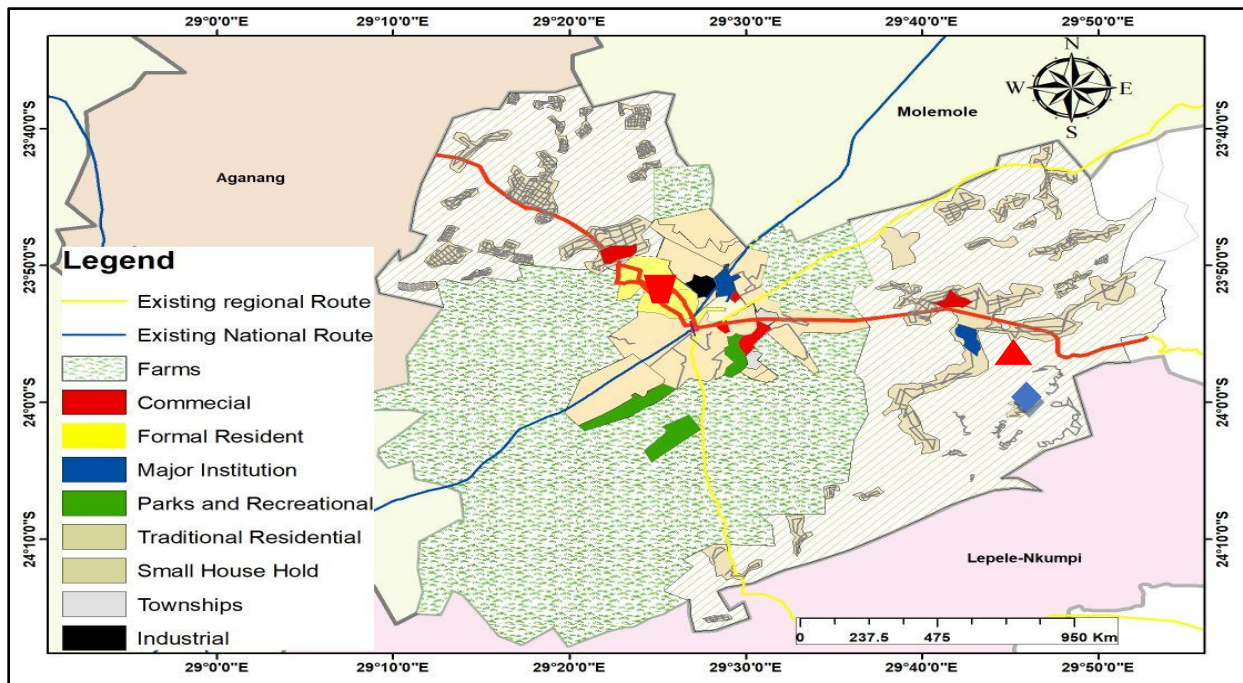 29°0'0"E 29°10'0"E 29°20'0"E 29°30'0"E 29°40'0"E 29°50'0"E
N
W E
S
23°40'0"S 23°40'0"S
Molemole
Aganang
23°50'0"S 23°50'0"S
Legend
Existing regional Route
Existing National Route
Farms
Commecial
Formal Resident
Major Institution
Parks and Recreational
Traditional Residential
Small House Hold
Townships
Industrial
24°0'0"S 24°0'0"S
24°10'0"S 24°10'0"S
Lepele-Nkumpi
0 237.5 475 950 Km
29°0'0"E 29°10'0"E 29°20'0"E 29°30'0"E 29°40'0"E 29°50'0"E